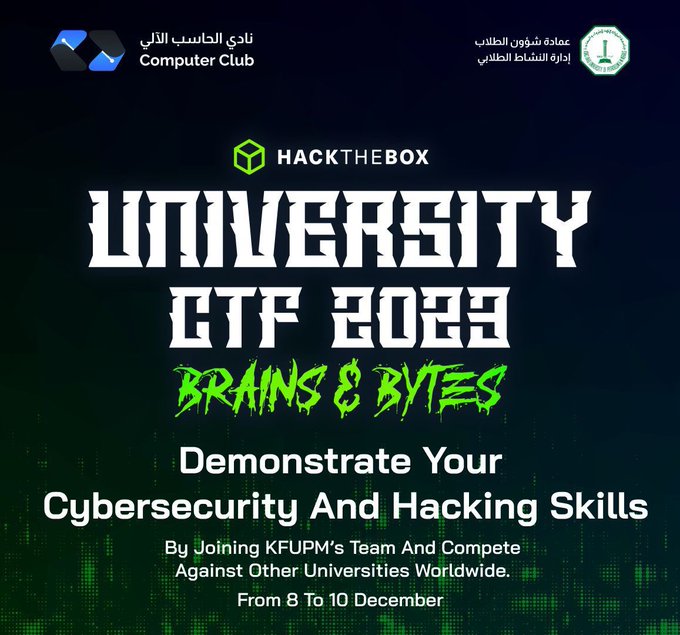 نادي الحاسب الآلي
Computer Club
عمادة شؤون الطلاب
إدارة النشاط الطلابي
HACKTHEBOX
UNIVERSITY
CTF 2023
BRAINS & BYTES
Demonstrate Your
Cybersecurity And Hacking Skills
By Joining KFUPM's Team And Compete
Against Other Universities Worldwide.
From 8 To 10 December